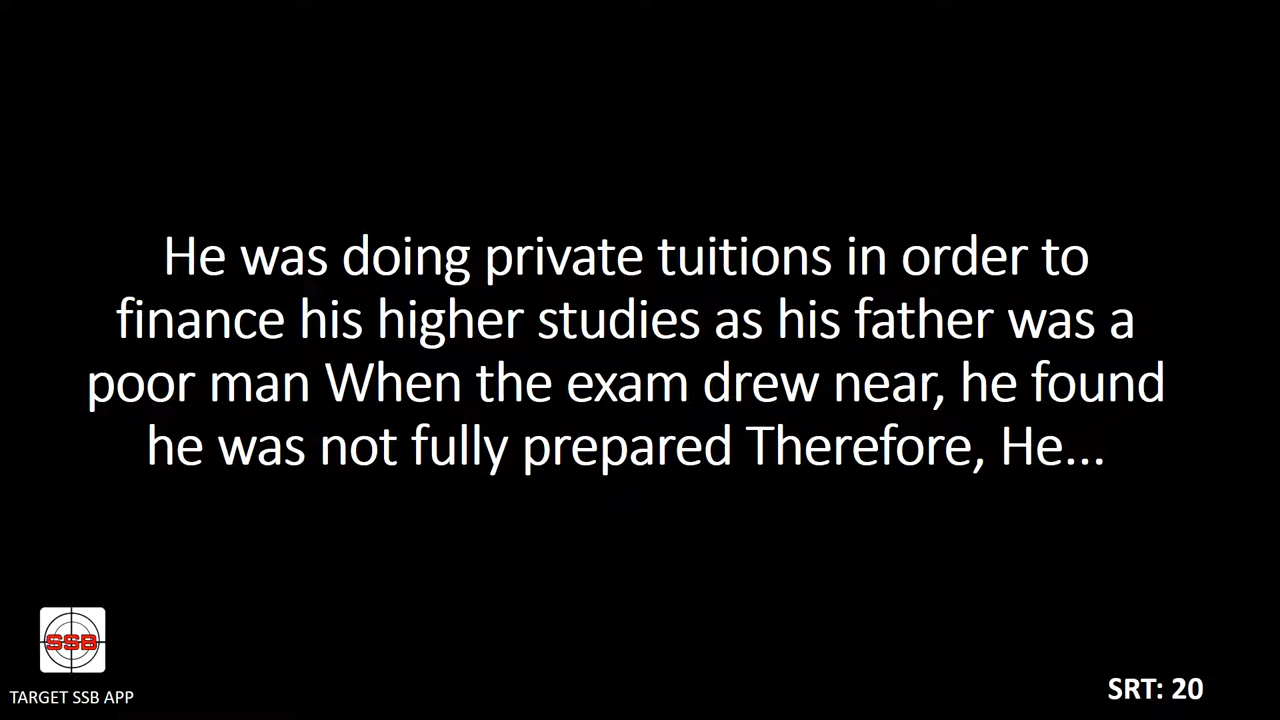 He was doing private tuitions in order to
finance his higher studies as his father was a
poor man When the exam drew near, he found
he was not fully prepared Therefore, He...
SSB
TARGET SSB APP
SRT: 20